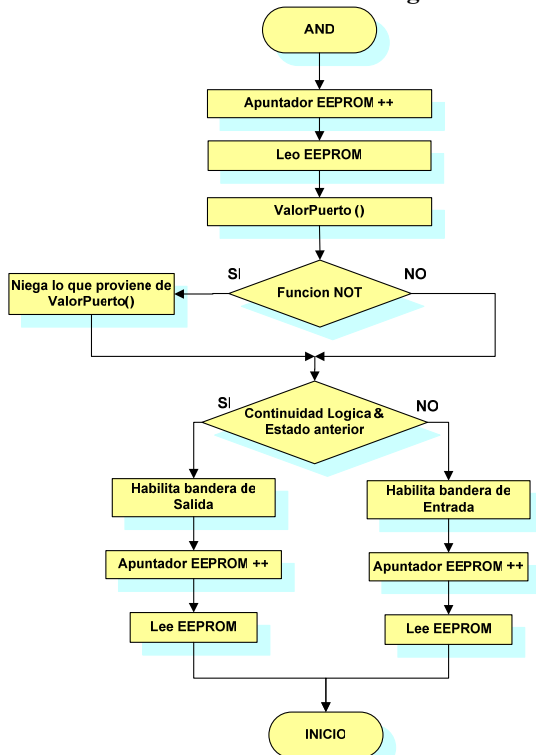 AND
Apuntador EEPROM ++
Leo EEPROM
ValorPuerto ()
SI
NO
Niega lo que proviene de
ValorPuerto()
Funcion NOT
SI
NO
Continuidad Logica &
Estado anterior
Habilita bandera de
Salida
Habilita bandera de
Entrada
Apuntador EEPROM ++
Apuntador EEPROM ++
Lee EEPROM
Lee EEPROM
INICIO